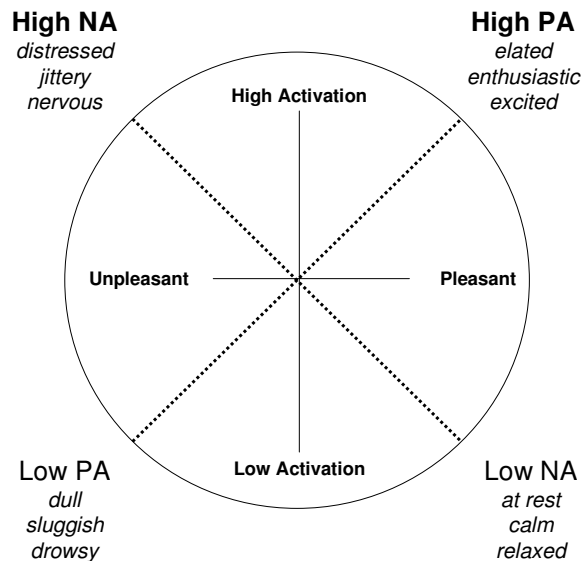 High NA
distressed
jittery
nervous
High PA
elated
enthusiastic
excited
High Activation
Unpleasant
Pleasant
Low Activation
Low PA
dull
sluggish
drowsy
Low NA
at rest
calm
relaxed